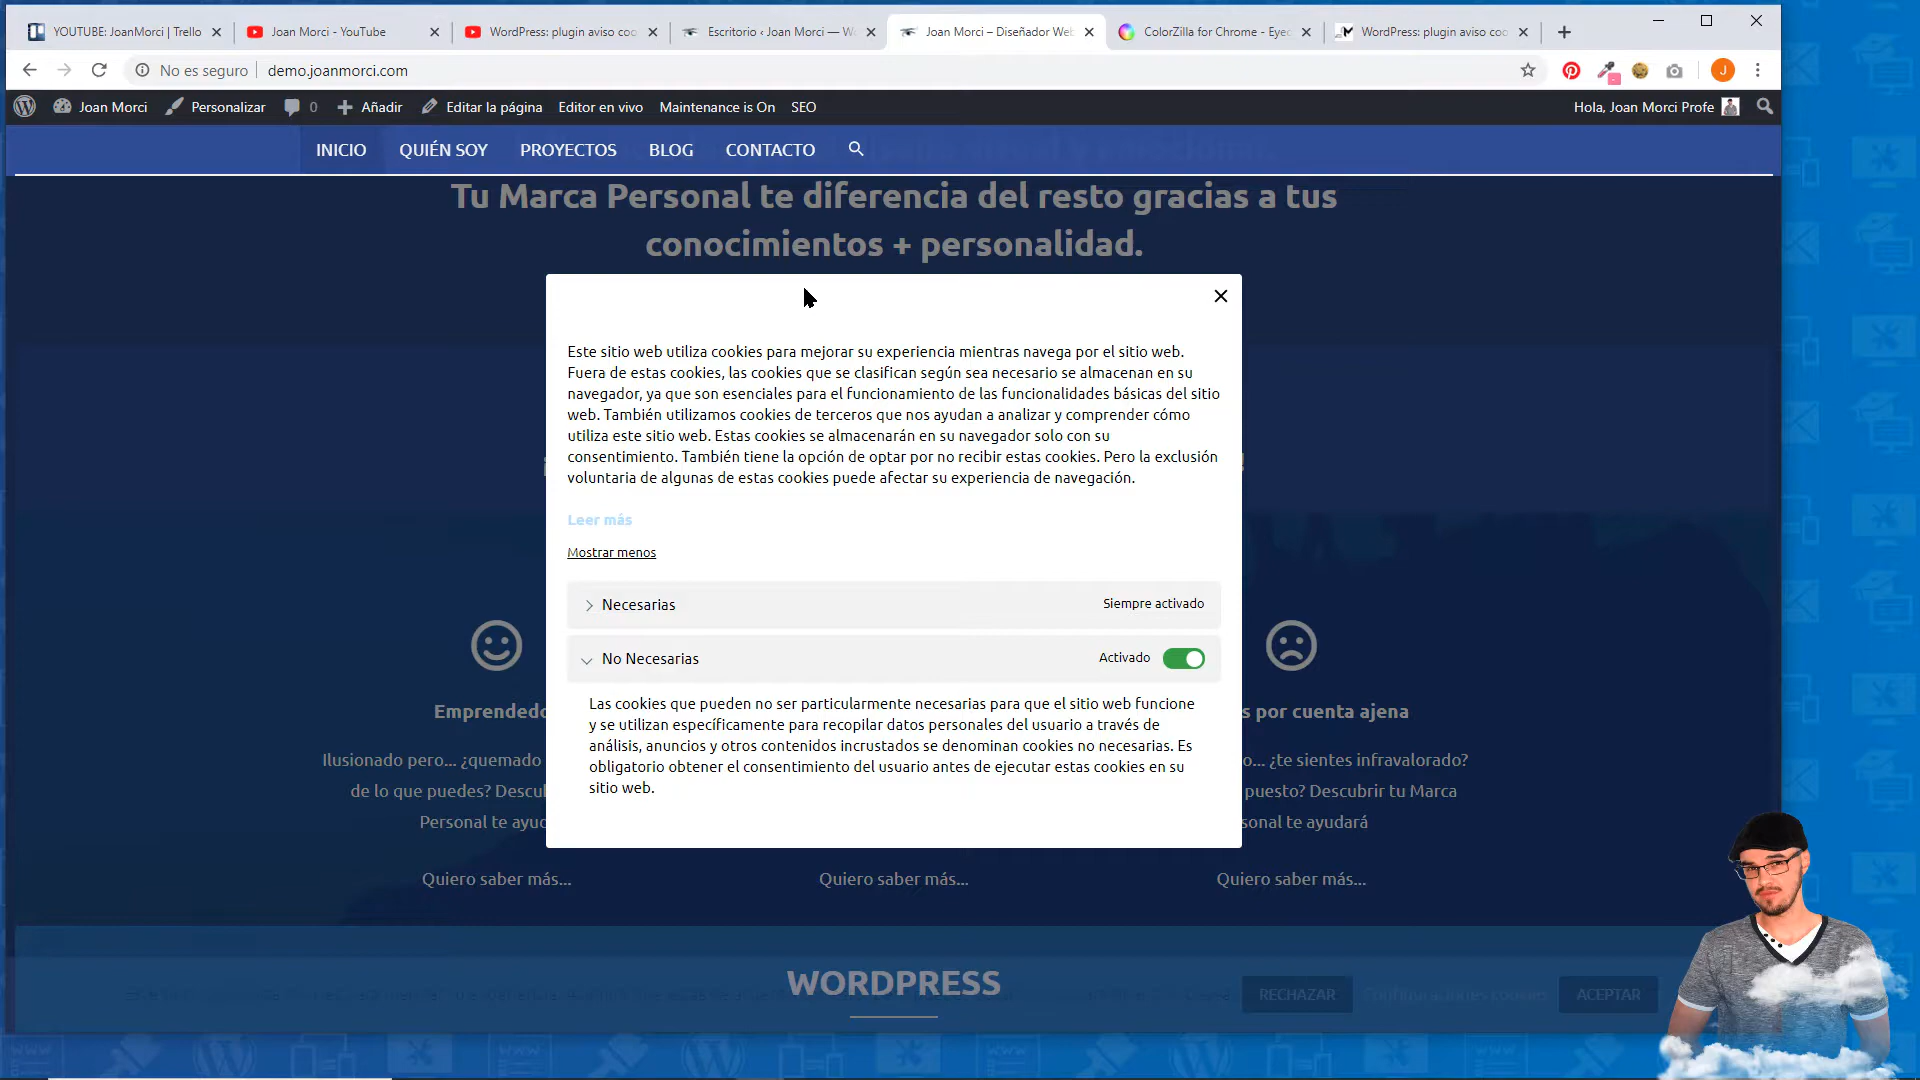 YOUTUBE: JoanMorci | Trello
Joan Morci - YouTube
WordPress: plugin aviso coo
Escritorio ‹ Joan Morci — W
Joan Morci – Diseñador Web
ColorZilla for Chrome - Eyec
WordPress: plugin aviso coo
No es seguro
demo.joanmorci.com
J
Joan Morci
Personalizar
0
Añadir
Editar la página
Editor en vivo
Maintenance is On
SEO
Hola, Joan Morci Profe
INICIO
QUIÉN SOY
PROYECTOS
BLOG
CONTACTO
Tu Marca Personal te diferencia del resto gracias a tus
conocimientos + personalidad.
Este sitio web utiliza cookies para mejorar su experiencia mientras navega por el sitio web.
Fuera de estas cookies, las cookies que se clasifican según sea necesario se almacenan en su
navegador, ya que son esenciales para el funcionamiento de las funcionalidades básicas del sitio
web. También utilizamos cookies de terceros que nos ayudan a analizar y comprender cómo
utiliza este sitio web. Estas cookies se almacenarán en su navegador solo con su
consentimiento. También tiene la opción de optar por no recibir estas cookies. Pero la exclusión
voluntaria de algunas de estas cookies puede afectar su experiencia de navegación.
Leer más
Mostrar menos
Necesarias
Siempre activado
No Necesarias
Activado
Las cookies que pueden no ser particularmente necesarias para que el sitio web funcione
y se utilizan específicamente para recopilar datos personales del usuario a través de
análisis, anuncios y otros contenidos incrustados se denominan cookies no necesarias. Es
obligatorio obtener el consentimiento del usuario antes de ejecutar estas cookies en su
sitio web.
Emprendedo
Ilusionado pero... ¿quemado
de lo que puedes? Descul
Personal te ayud
Quiero saber más...
Quiero saber más...
s por cuenta ajena
o... ¿te sientes infravalorado?
puesto? Descubrir tu Marca
sonal te ayudará
Quiero saber más...
WORDPRESS
RECHAZAR
Configuraciones cookies
ACEPTAR